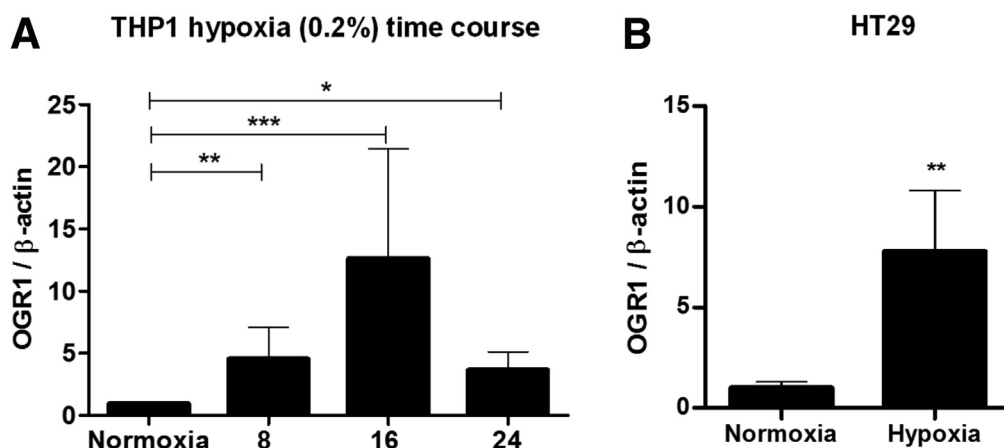 A
THP1 hypoxia (0.2%) time course
*
***
**
OGR1 / β-actin
25
20
15
10
5
0
Normoxia 8 16 24
B
HT29
**
OGR1 / β-actin
15
10
5
0
Normoxia Hypoxia